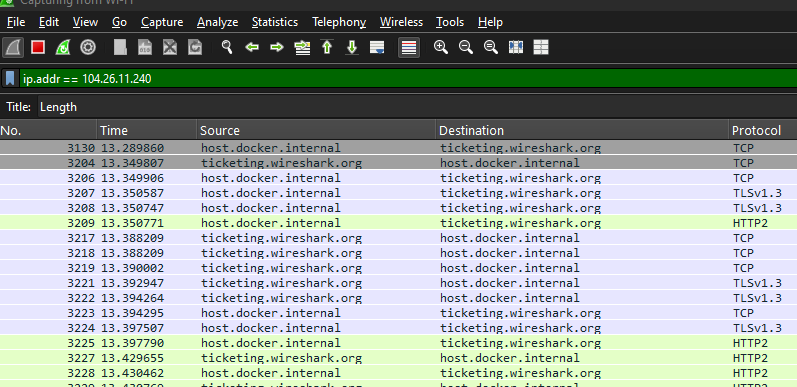 Capturing from Wi-Fi
File Edit View Go Capture Analyze Statistics Telephony Wireless Tools Help
ip.addr == 104.26.11.240
Title: Length
No. Time Source Destination Protocol
3130 13.289860 host.docker.internal ticketing.wireshark.org TCP
3204 13.349807 ticketing.wireshark.org host.docker.internal TCP
3206 13.349906 host.docker.internal ticketing.wireshark.org TCP
3207 13.350587 host.docker.internal ticketing.wireshark.org TLSv1.3
3208 13.350747 host.docker.internal ticketing.wireshark.org TLSv1.3
3209 13.350771 host.docker.internal ticketing.wireshark.org HTTP2
3217 13.388209 ticketing.wireshark.org host.docker.internal TCP
3218 13.388209 ticketing.wireshark.org host.docker.internal TCP
3219 13.390002 ticketing.wireshark.org host.docker.internal TCP
3221 13.392947 ticketing.wireshark.org host.docker.internal TLSv1.3
3222 13.394264 ticketing.wireshark.org host.docker.internal TLSv1.3
3223 13.394295 host.docker.internal ticketing.wireshark.org TCP
3224 13.397507 ticketing.wireshark.org host.docker.internal TLSv1.3
3225 13.397790 host.docker.internal ticketing.wireshark.org HTTP2
3227 13.429655 ticketing.wireshark.org host.docker.internal HTTP2
3228 13.430462 host.docker.internal ticketing.wireshark.org HTTP2
host.docker.internal ticketing.wireshark.org HTTP2